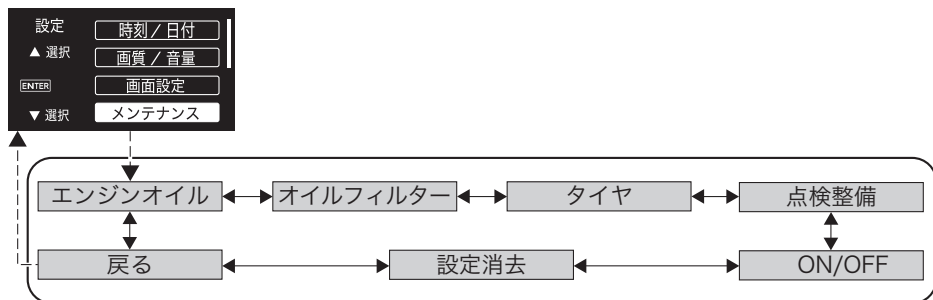 設定
時刻 / 日付
▲ 選択
画質 / 音量
ENTER
画面設定
▼ 選択
メンテナンス
エンジンオイル
オイルフィルター
タイヤ
点検整備
戻る
設定消去
ON/OFF